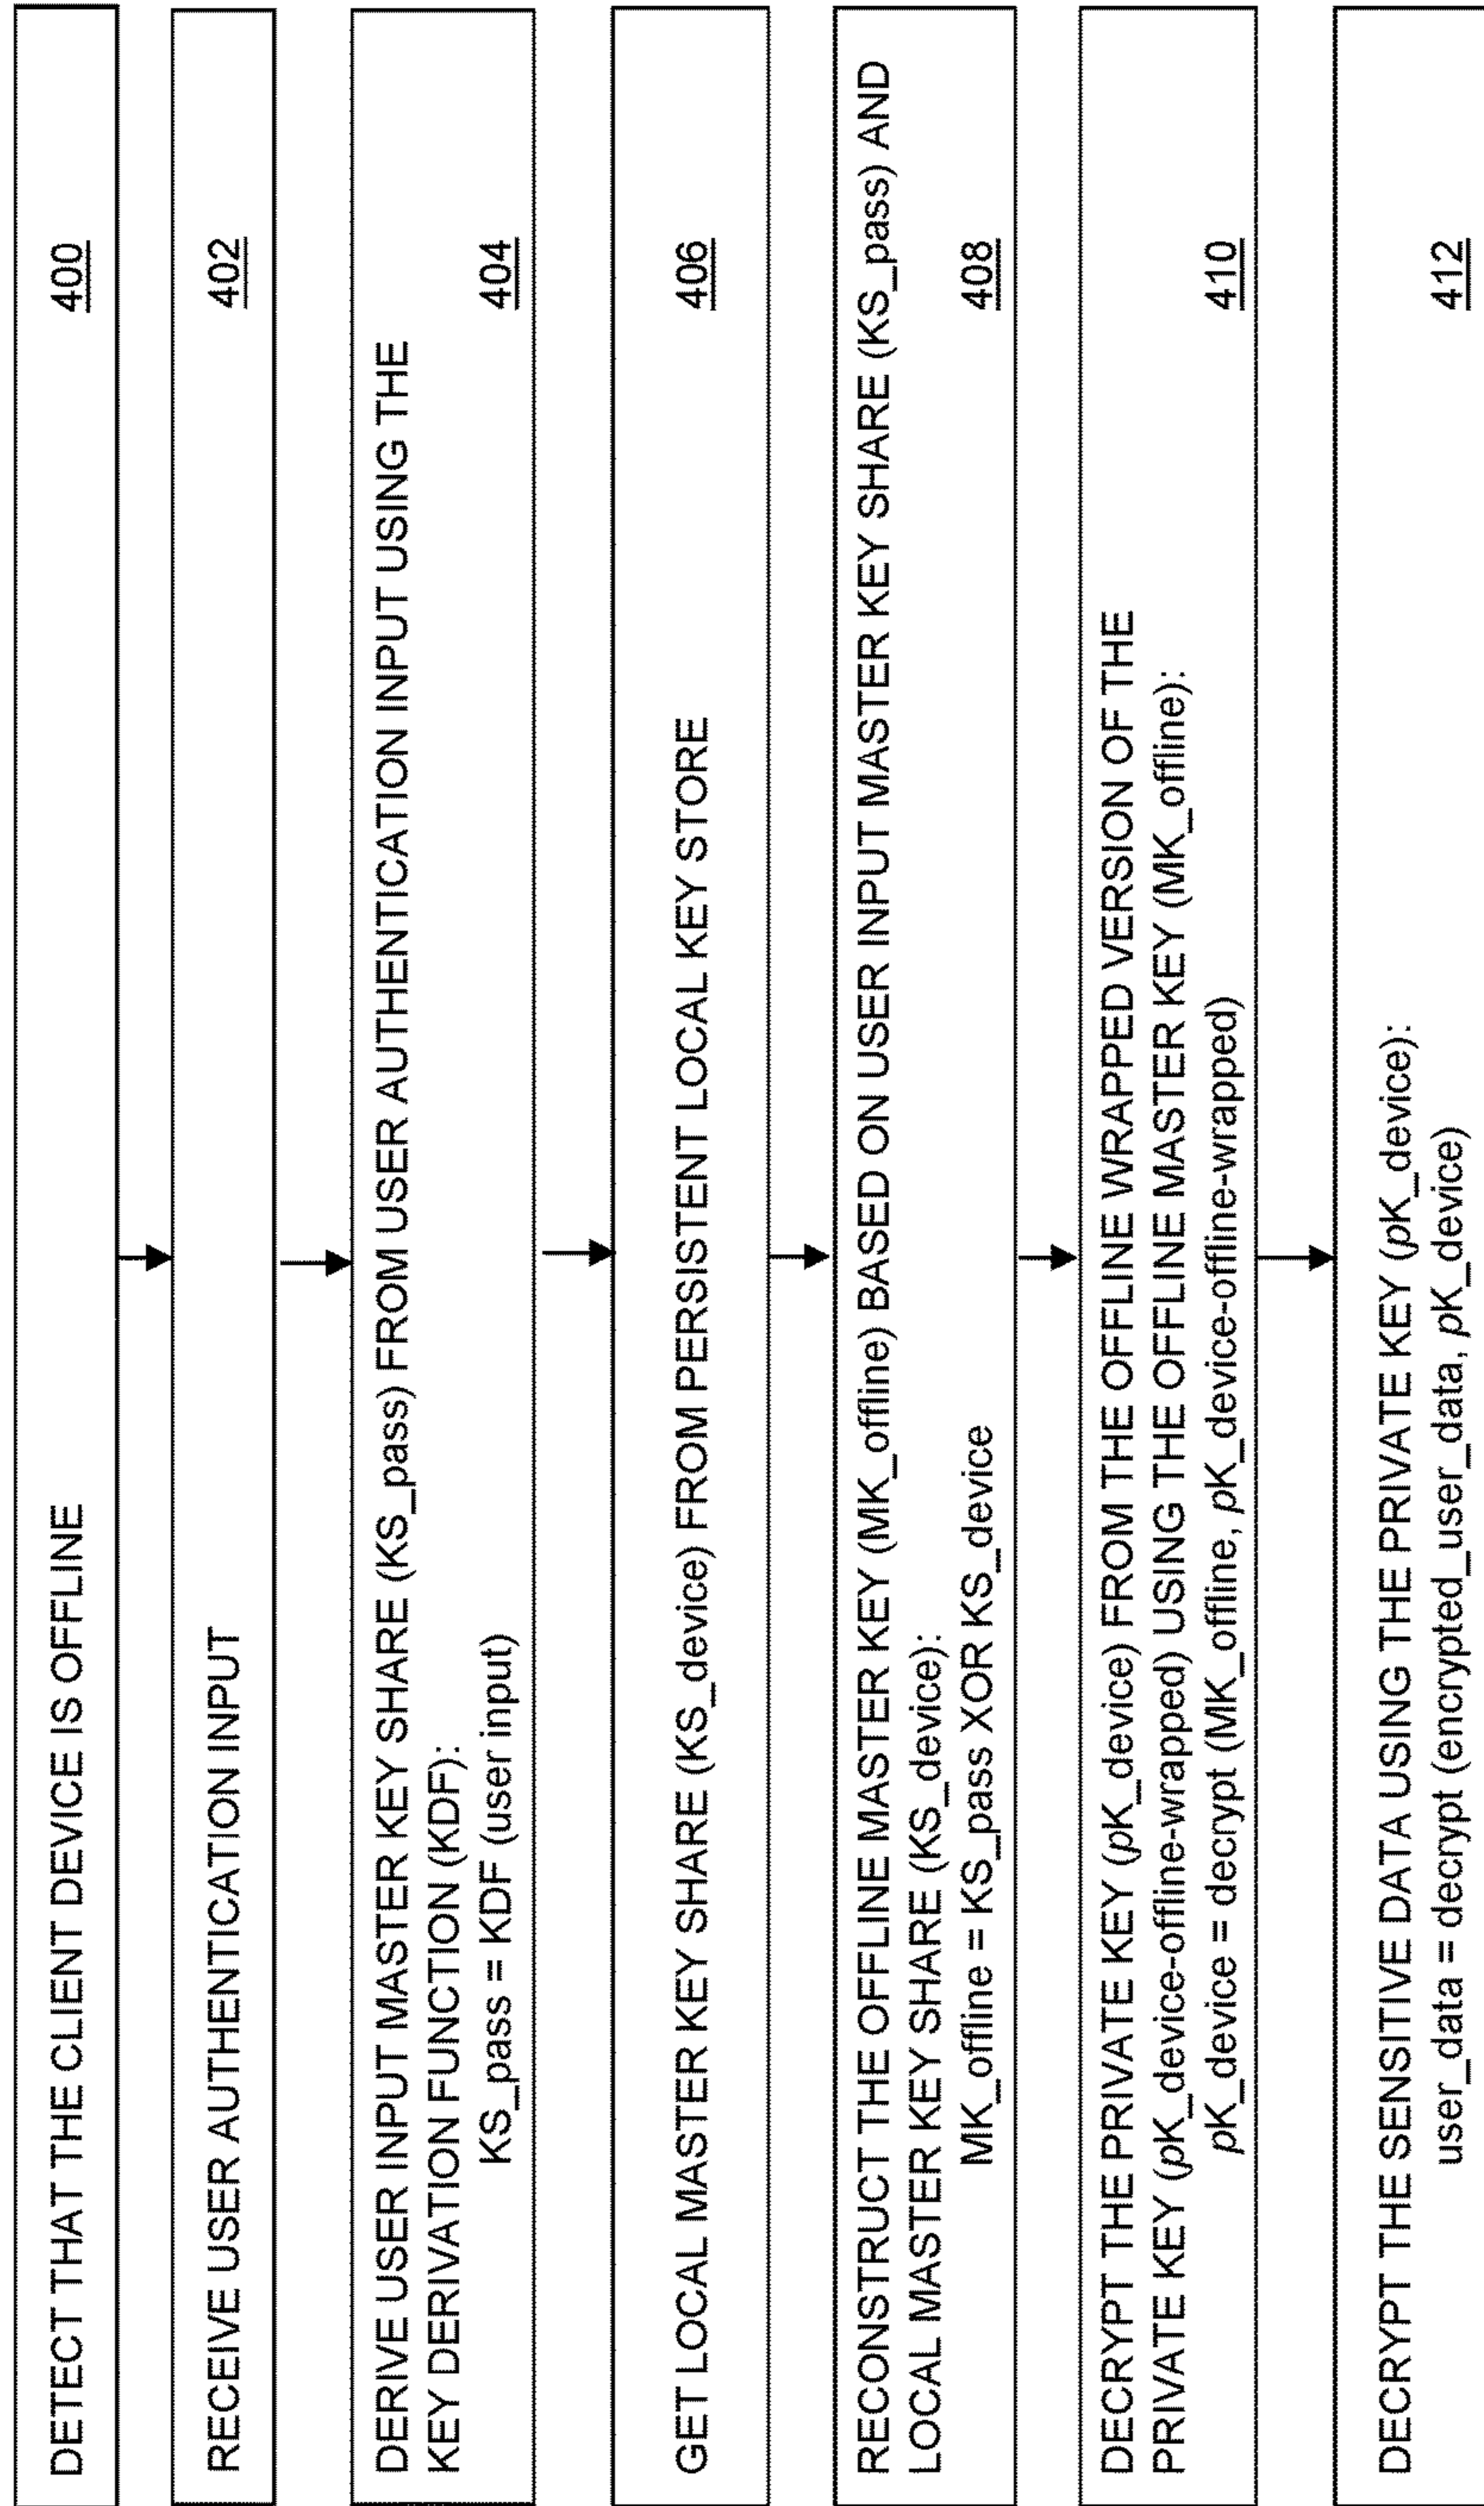 DETECT THAT THE CLIENT DEVICE IS OFFLINE
400
RECEIVE USER AUTHENTICATION INPUT
402
DERIVE USER INPUT MASTER KEY SHARE (KS_pass) FROM USER AUTHENTICATION INPUT USING THE
KEY DERIVATION FUNCTION (KDF):
KS_pass = KDF (user input)
404
GET LOCAL MASTER KEY SHARE (KS_device) FROM PERSISTENT LOCAL KEY STORE
406
RECONSTRUCT THE OFFLINE MASTER KEY (MK_offline) BASED ON USER INPUT MASTER KEY SHARE (KS_pass) AND
LOCAL MASTER KEY SHARE (KS_device):
MK_offline = KS_pass XOR KS_device
408
DECRYPT THE PRIVATE KEY (pK_device) FROM THE OFFLINE WRAPPED VERSION OF THE
PRIVATE KEY (pK_device-offline-wrapped) USING THE OFFLINE MASTER KEY (MK_offline):
pK_device = decrypt (MK_offline, pK_device-offline-wrapped)
410
DECRYPT THE SENSITIVE DATA USING THE PRIVATE KEY (pK_device):
user_data = decrypt (encrypted_user_data, pK_device)
412